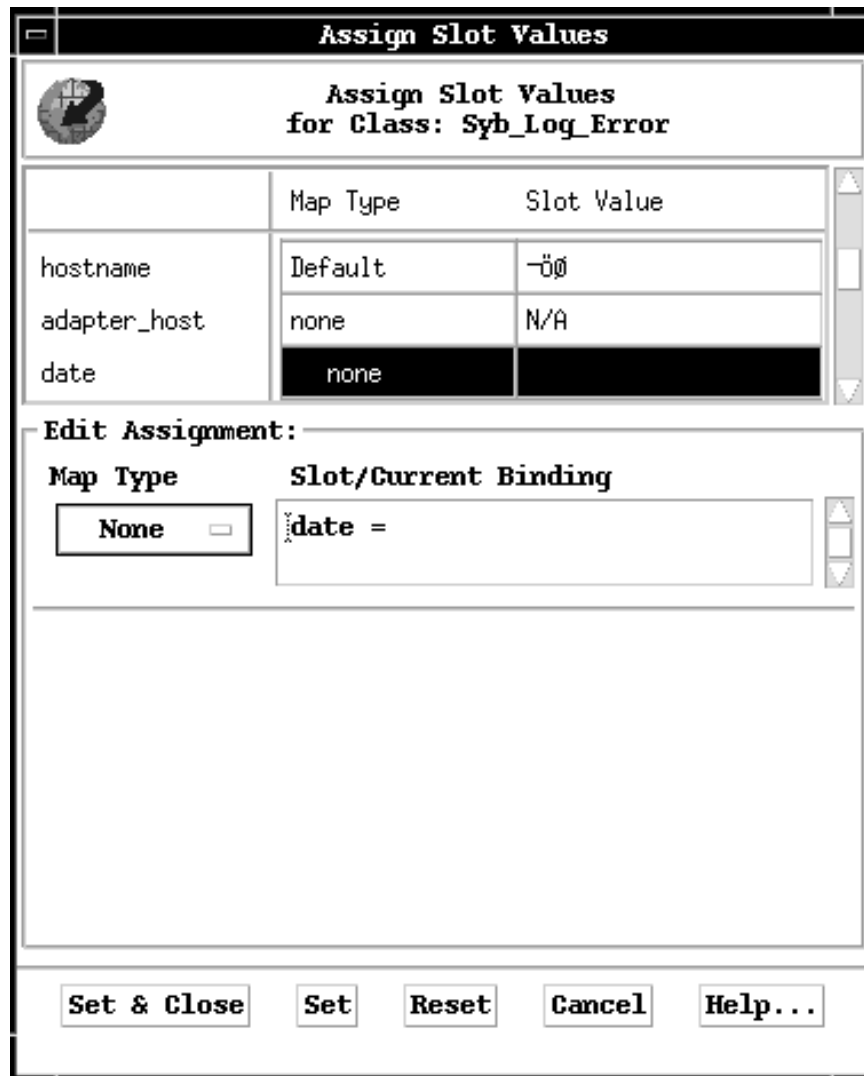 Assign Slot Values
Assign Slot Values
for Class: Syb_Log_Error
Map Type Slot Value
hostname Default ¬öø
adapter_host none N/A
date none
Edit Assignment:
Map Type Slot/Current Binding
None date =
Set & Close Set Reset Cancel Help...